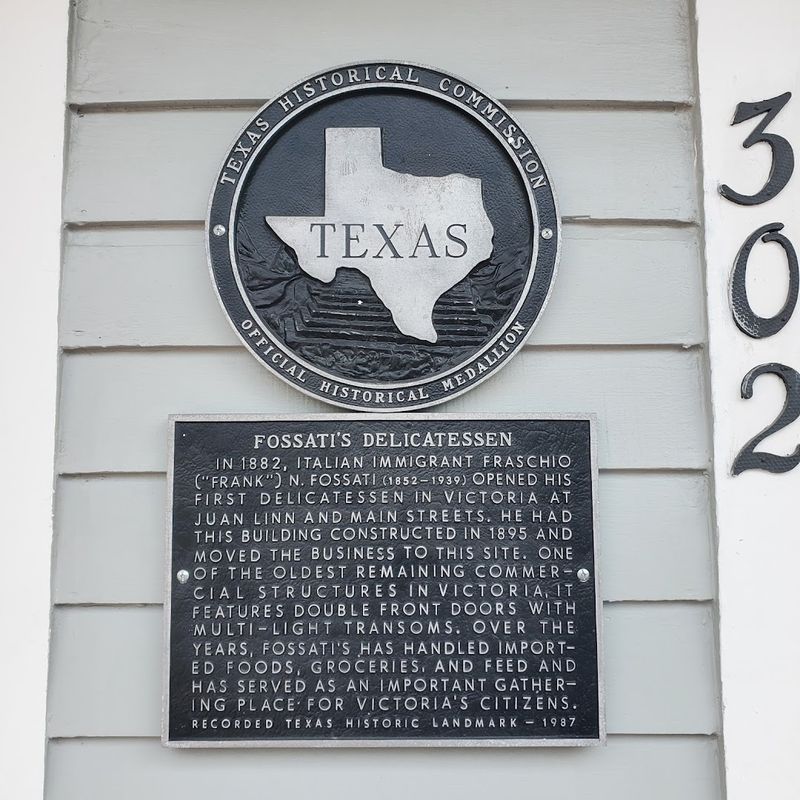 TEXAS HISTORICAL COMMISSION
TEXAS
OFFICIAL HISTORICAL MEDALLION
302
FOSSATI'S DELICATESSEN
IN 1882, ITALIAN IMMIGRANT FRASCHIO
("FRANK") N. FOSSATI (1852-1939) OPENED HIS
FIRST DELICATESSEN IN VICTORIA AT
JUAN LINN AND MAIN STREETS. HE HAD
THIS BUILDING CONSTRUCTED IN 1895 AND
MOVED THE BUSINESS TO THIS SITE. ONE
OF THE OLDEST REMAINING COMMER-
CIAL STRUCTURES IN VICTORIA, IT
FEATURES DOUBLE FRONT DOORS WITH
MULTI-LIGHT TRANSOMS. OVER THE
YEARS, FOSSATI'S HAS HANDLED IMPORT-
ED FOODS, GROCERIES, AND FEED AND
HAS SERVED AS AN IMPORTANT GATHER-
ING PLACE FOR VICTORIA'S CITIZENS.
RECORDED TEXAS HISTORIC LANDMARK - 1987